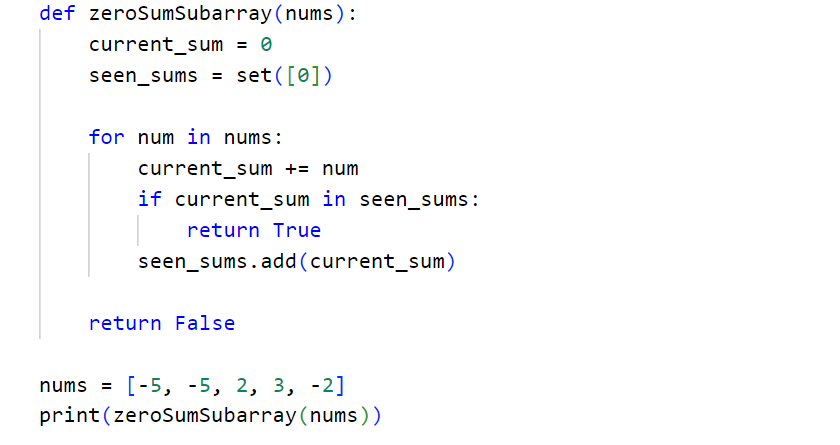 def zeroSumSubarray(nums):
    current_sum = 0
    seen_sums = set([0])

    for num in nums:
        current_sum += num
        if current_sum in seen_sums:
            return True
        seen_sums.add(current_sum)

    return False

nums = [-5, -5, 2, 3, -2]
print(zeroSumSubarray(nums))